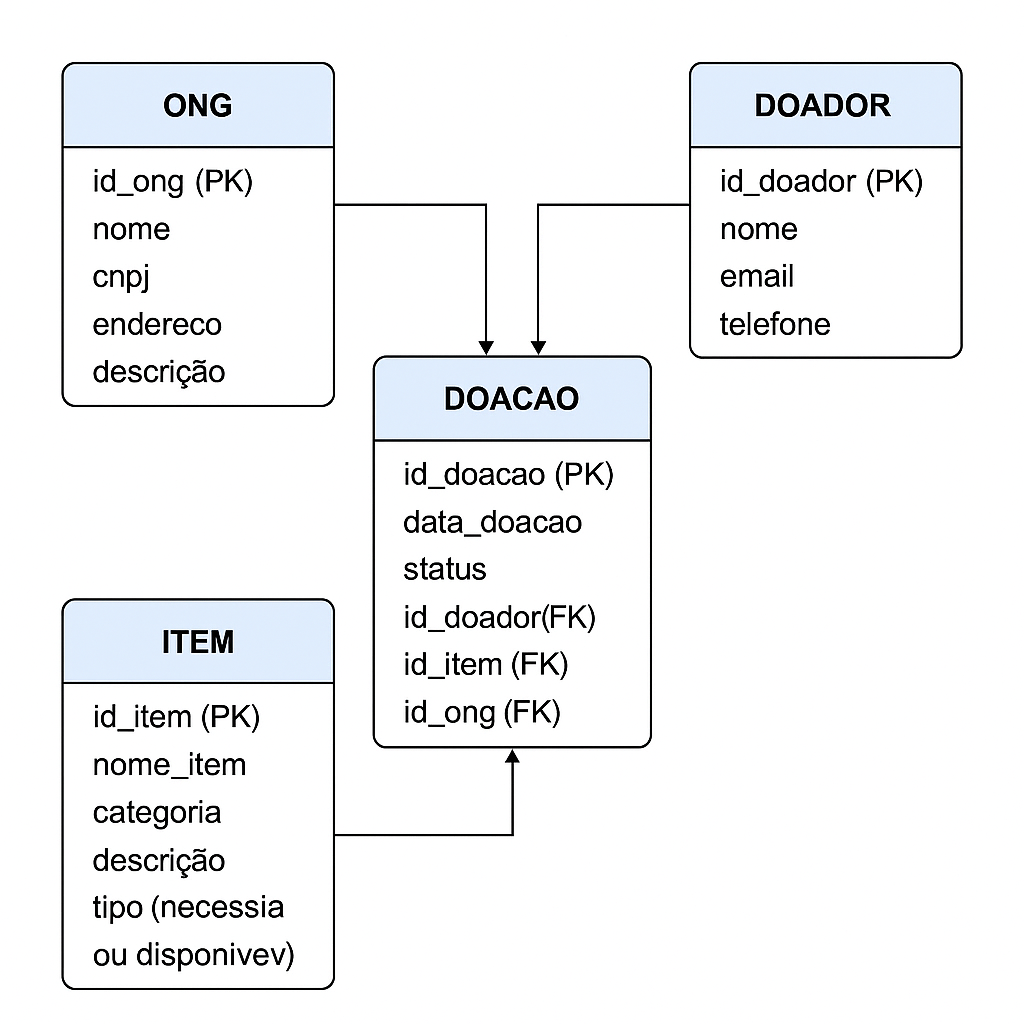 ONG
id_ong (PK)
nome
cnpj
endereco
descrição
DOADOR
id_doador (PK)
nome
email
telefone
DOACAO
id_doacao (PK)
data_doacao
status
id_doador(FK)
id_item (FK)
id_ong (FK)
ITEM
id_item (PK)
nome_item
categoria
descrição
tipo (necessia
ou disponivev)